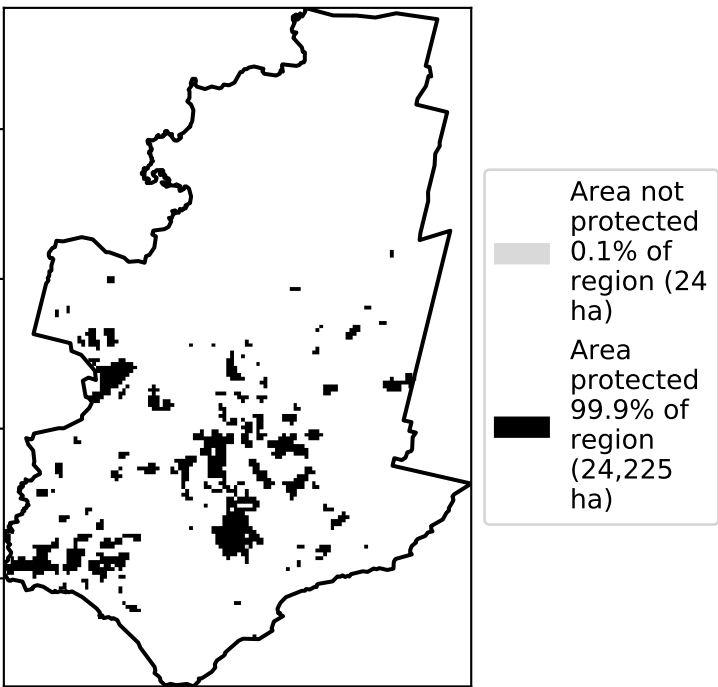 Area not
protected
0.1% of
region (24
ha)
Area
protected
99.9% of
region
(24,225
ha)